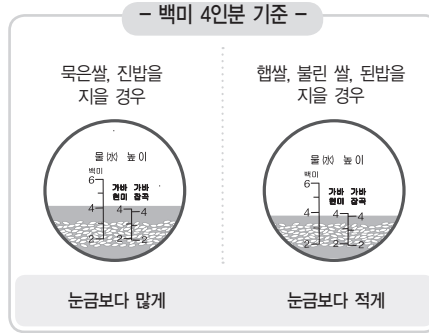 – 백미 4인분 기준 –
묵은쌀, 진밥을
지을 경우
물(水) 높이
백미
6
가바 가바
현미 잡곡
4 4 4
2 2 2
눈금보다 많게
햅쌀, 불린 쌀, 된밥을
지을 경우
물(水) 높이
백미
6
가바 가바
현미 잡곡
4 4 4
2 2 2
눈금보다 적게